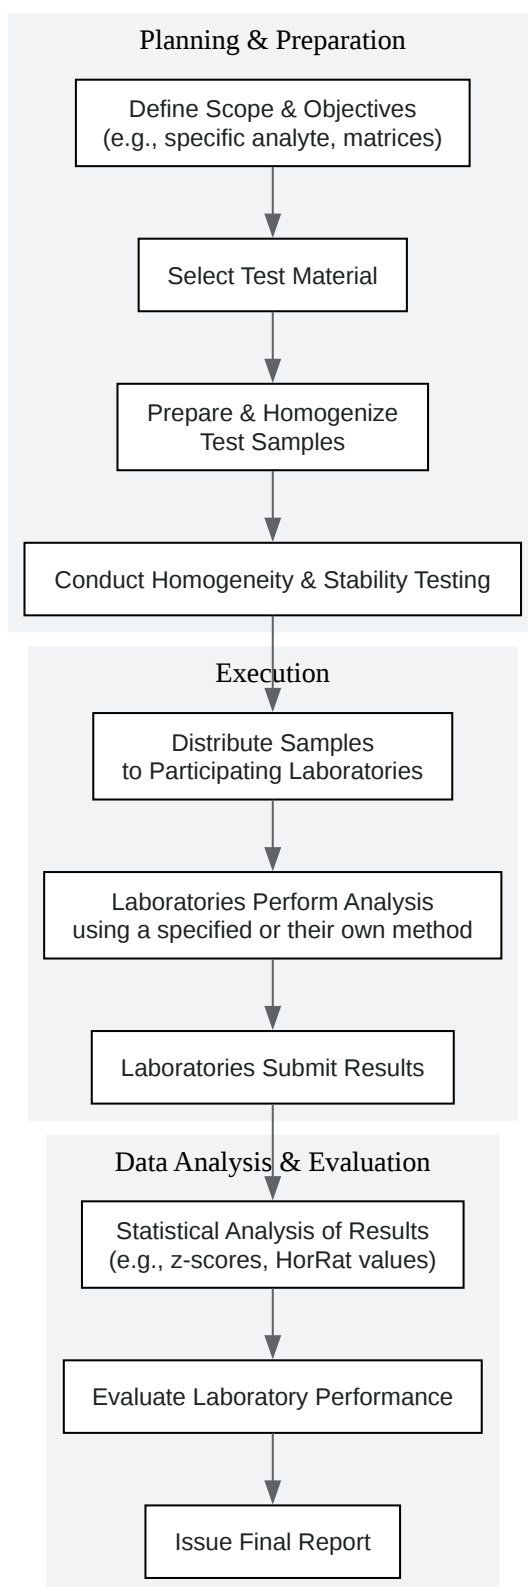 Planning & Preparation
Define Scope & Objectives
(e.g., specific analyte, matrices)
Select Test Material
Prepare & Homogenize
Test Samples
Conduct Homogeneity & Stability Testing
Execution
Distribute Samples
to Participating Laboratories
Laboratories Perform Analysis
using a specified or their own method
Laboratories Submit Results
Data Analysis & Evaluation
Statistical Analysis of Results
(e.g., z-scores, HorRat values)
Evaluate Laboratory Performance
Issue Final Report